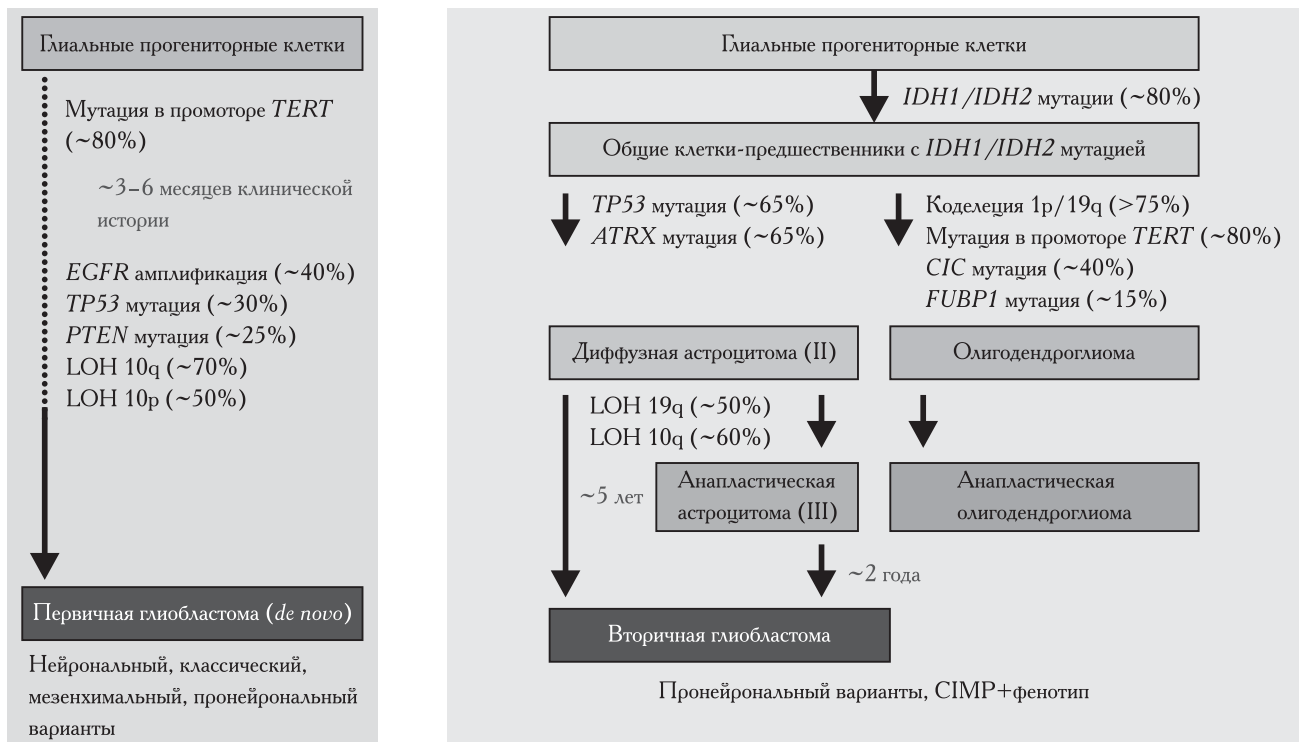 Глиальные прогениторные клетки
Мутация в промоторе TERT
(~80%)
~3–6 месяцев клинической
истории
EGFR амплификация (~40%)
TP53 мутация (~30%)
PTEN мутация (~25%)
LOH 10q (~70%)
LOH 10p (~50%)
Первичная глиобластома (de novo)
Нейрональный, классический,
мезенхимальный, пронейрональный
варианты
Глиальные прогениторные клетки
IDH1/IDH2 мутации (~80%)
Общие клетки-предшественники с IDH1/IDH2 мутацией
TP53 мутация (~65%)
ATRX мутация (~65%)
Коделеция 1p/19q (>75%)
Мутация в промоторе TERT (~80%)
CIC мутация (~40%)
FUBP1 мутация (~15%)
Диффузная астроцитома (II)
Олигодендроглиома
LOH 19q (~50%)
LOH 10q (~60%)
~5 лет
Анапластическая
астроцитома (III)
Анапластическая
олигодендроглиома
~2 года
Вторичная глиобластома
Пронейрональный варианты, CIMP+фенотип